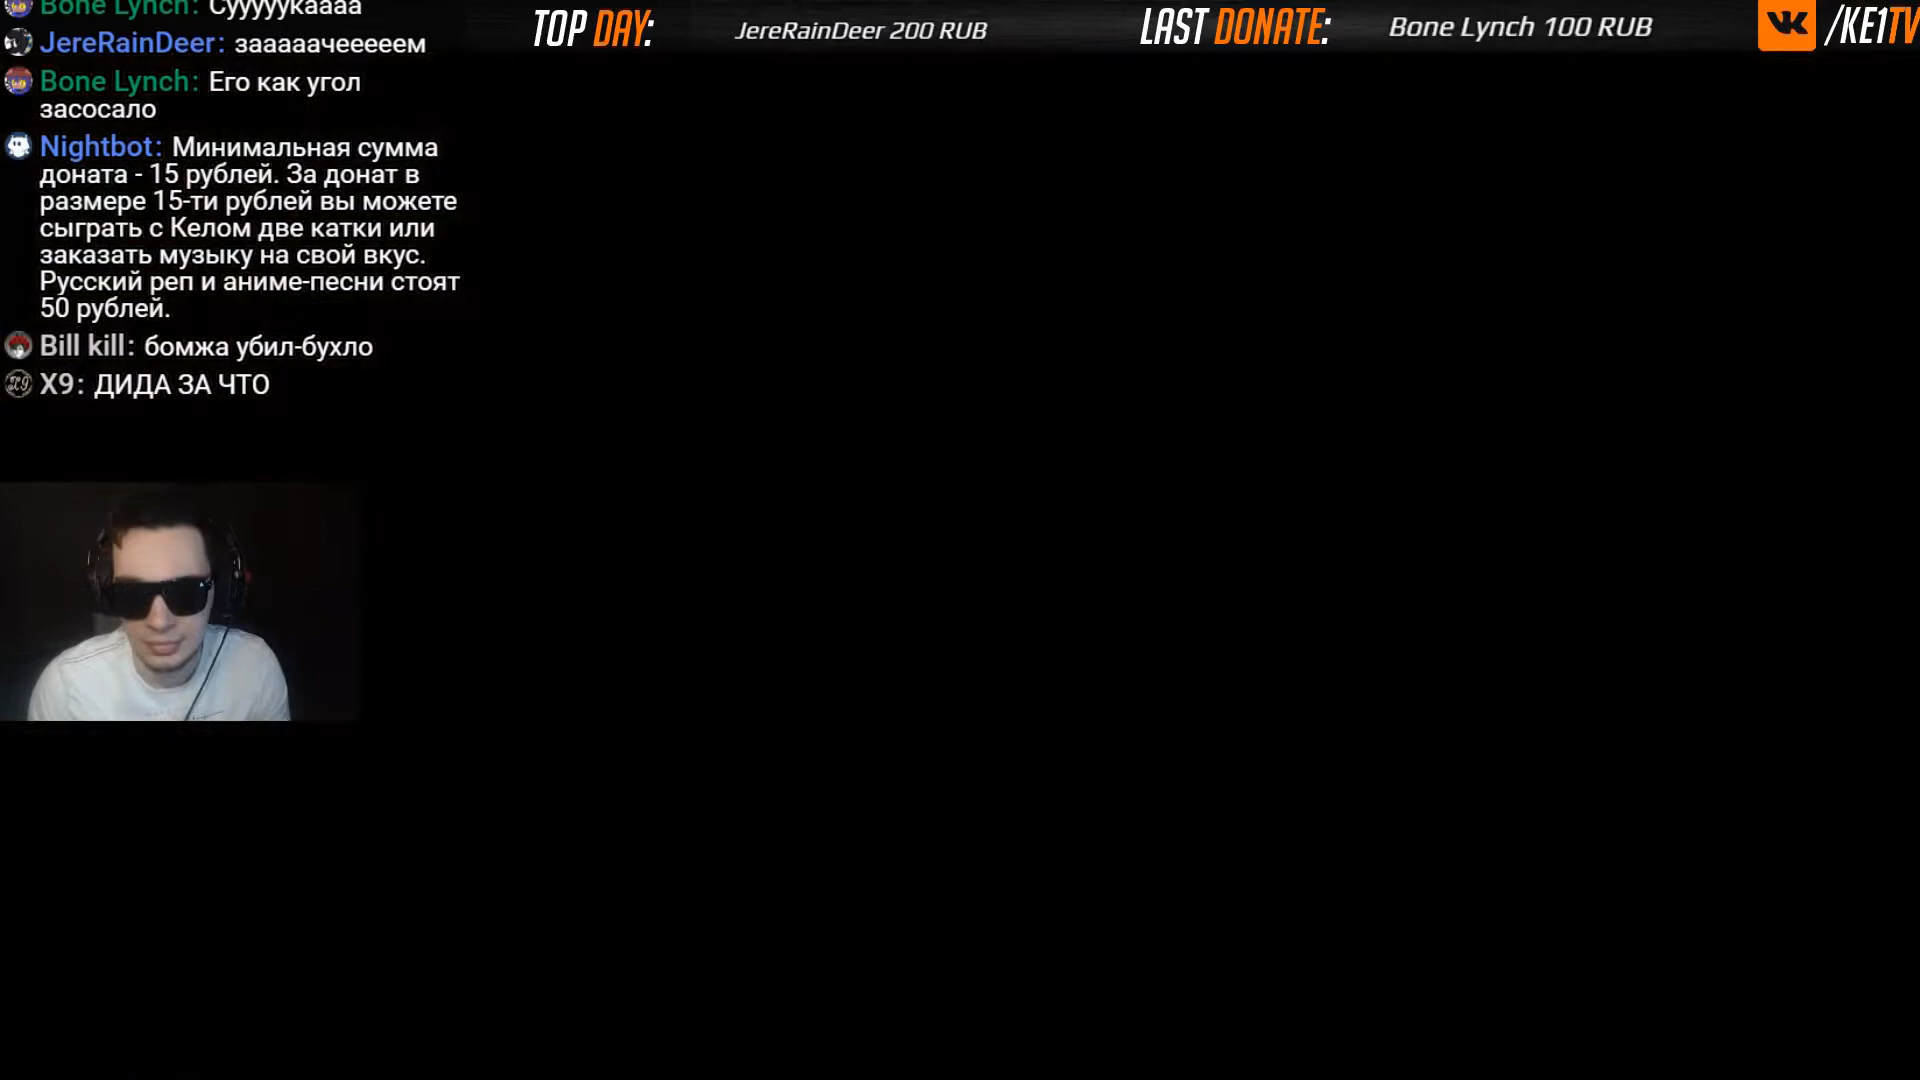 Bone Lynch: Сууууукаааа
JereRainDeer: зааааачеееeем
Bone Lynch: Его как угол
засосало
Nightbot: Минимальная сумма
доната - 15 рублей. За донат в
размере 15-ти рублей вы можете
сыграть с Келом две катки или
заказать музыку на свой вкус.
Русский реп и аниме-песни стоят
50 рублей.
Bill kill: бомжа убил-бухло
X9: ДИДА ЗА ЧТО
TOP DAY: JereRainDeer 200 RUB LAST DONATE: Bone Lynch 100 RUB /KE1TV